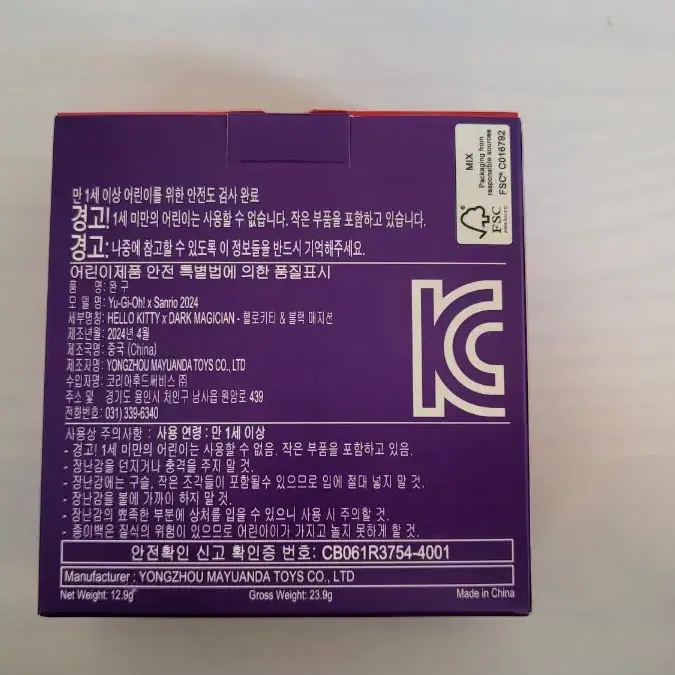 만 1세 이상 어린이를 위한 안전도 검사 완료
경고! 1세 미만의 어린이는 사용할 수 없습니다. 작은 부품을 포함하고 있습니다.
경고: 나중에 참고할 수 있도록 이 정보들을 반드시 기억해주세요.
MIX
Packaging from
responsible sources
FSC® C016792
FSC
www.fsc.org
어린이제품 안전 특별법에 의한 품질표시
품 명: 완 구
모 델 명: Yu-Gi-Oh! x Sanrio 2024
세부명칭: HELLO KITTY x DARK MAGICIAN - 헬로키티 & 블랙 매지션
제조년월: 2024년 4월
제조국명: 중국 (China)
제조자명: YONGZHOU MAYUANDA TOYS CO., LTD
수입자명: 코리아후드써비스 ㈜
주소 및 경기도 용인시 처인구 남사읍 원암로 439
전화번호: 031) 339-6340
KC
사용상 주의사항 : 사용 연령 : 만 1세 이상
- 경고! 1세 미만의 어린이는 사용할 수 없음. 작은 부품을 포함하고 있음.
- 장난감을 던지거나 충격을 주지 말 것.
- 장난감에는 구슬, 작은 조각들이 포함될수 있으므로 입에 절대 넣지 말 것.
- 장난감을 불에 가까이 하지 말 것.
- 장난감의 뾰족한 부분에 상처를 입을 수 있으니 사용 시 주의할 것.
- 종이백은 질식의 위험이 있으므로 어린아이가 가지고 놀지 못하게 할 것.
안전확인 신고 확인증 번호: CB061R3754-4001
Manufacturer : YONGZHOU MAYUANDA TOYS CO., LTD
Net Weight: 12.9g Gross Weight: 23.9g Made in China